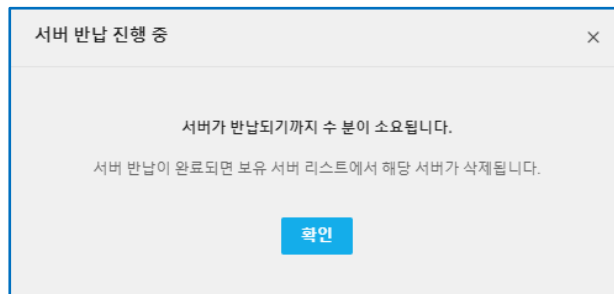 서버 반납 진행 중
서버가 반납되기까지 수 분이 소요됩니다.
서버 반납이 완료되면 보유 서버 리스트에서 해당 서버가 삭제됩니다.
확인